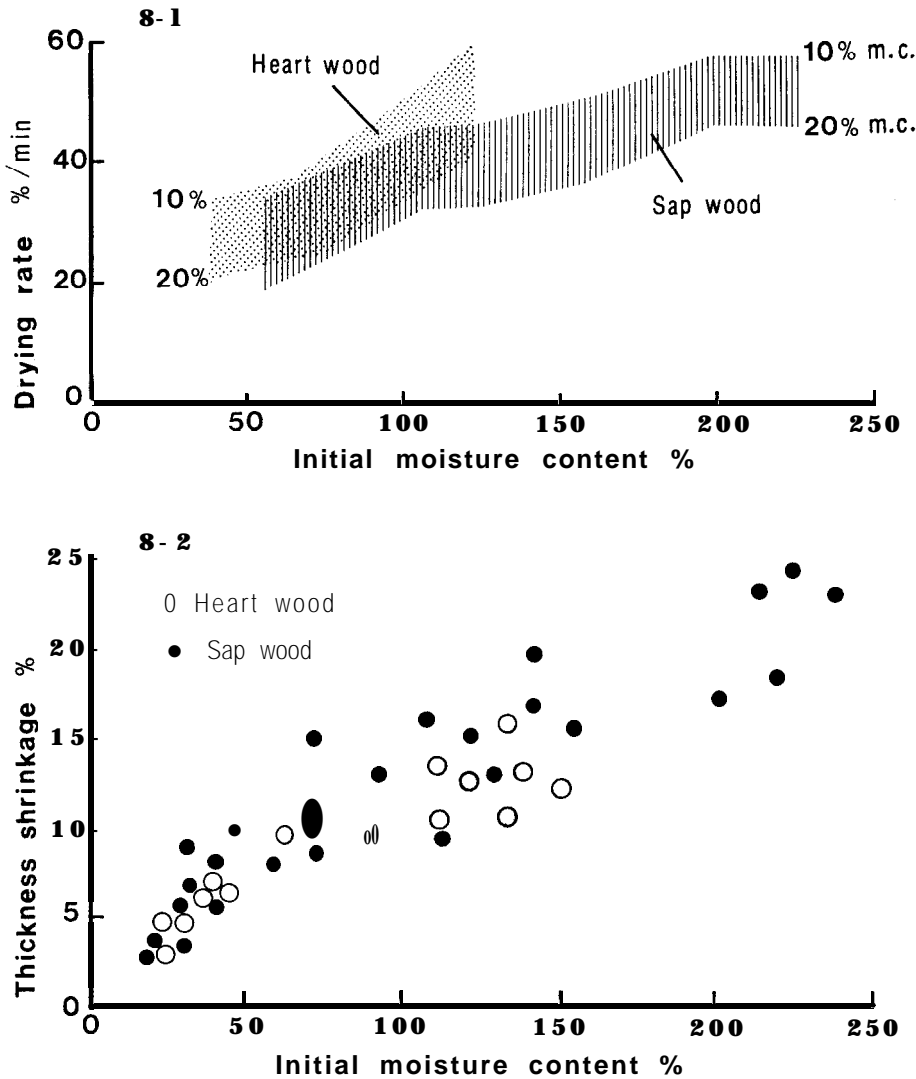 8-1
60
40
20
0
Drying rate %/min
Heart wood
Sap wood
10%
20%
10% m.c.
20% m.c.
0 50 100 150 200 250
Initial moisture content %
8-2
25
20
15
10
5
0
Thickness shrinkage %
0 Heart wood
● Sap wood
0 50 100 150 200 250
Initial moisture content %